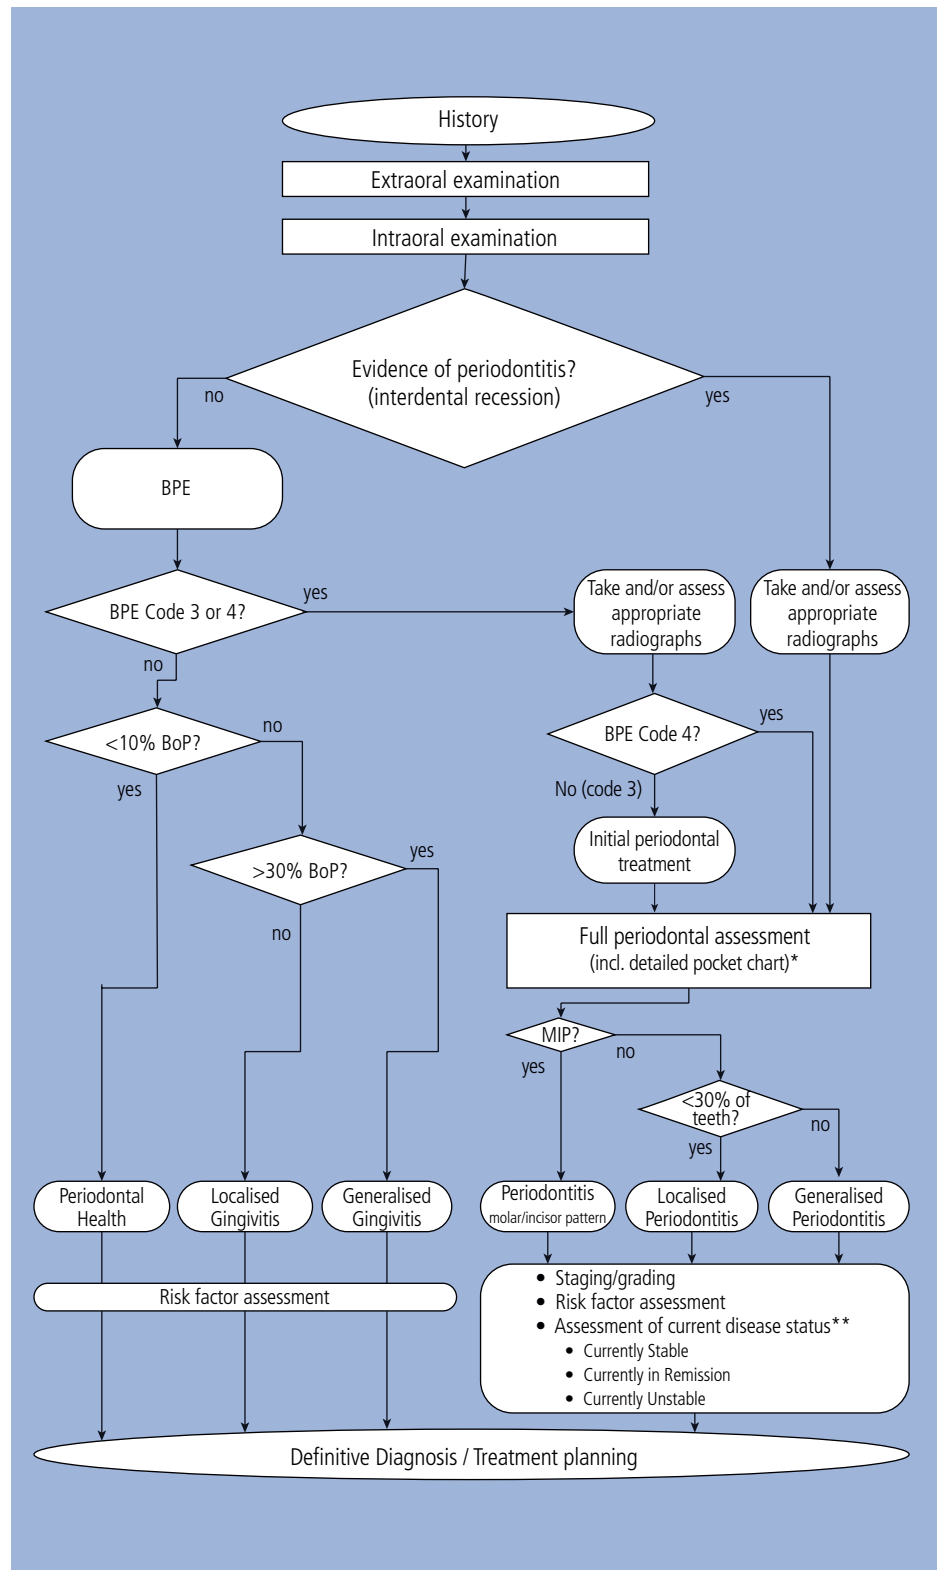 History
Extraoral examination
Intraoral examination
Evidence of periodontitis?
(interdental recession)
no
yes
BPE
BPE Code 3 or 4?
yes
no
Take and/or assess
appropriate
radiographs
Take and/or assess
appropriate
radiographs
<10% BoP?
no
yes
BPE Code 4?
yes
No (code 3)
Initial periodontal
treatment
>30% BoP?
yes
no
Full periodontal assessment
(incl. detailed pocket chart)*
MIP?
yes
no
<30% of
teeth?
yes
no
Periodontal
Health
Localised
Gingivitis
Generalised
Gingivitis
Periodontitis
molar/incisor pattern
Localised
Periodontitis
Generalised
Periodontitis
Risk factor assessment
• Staging/grading
• Risk factor assessment
• Assessment of current disease status**
• Currently Stable
• Currently in Remission
• Currently Unstable
Definitive Diagnosis / Treatment planning